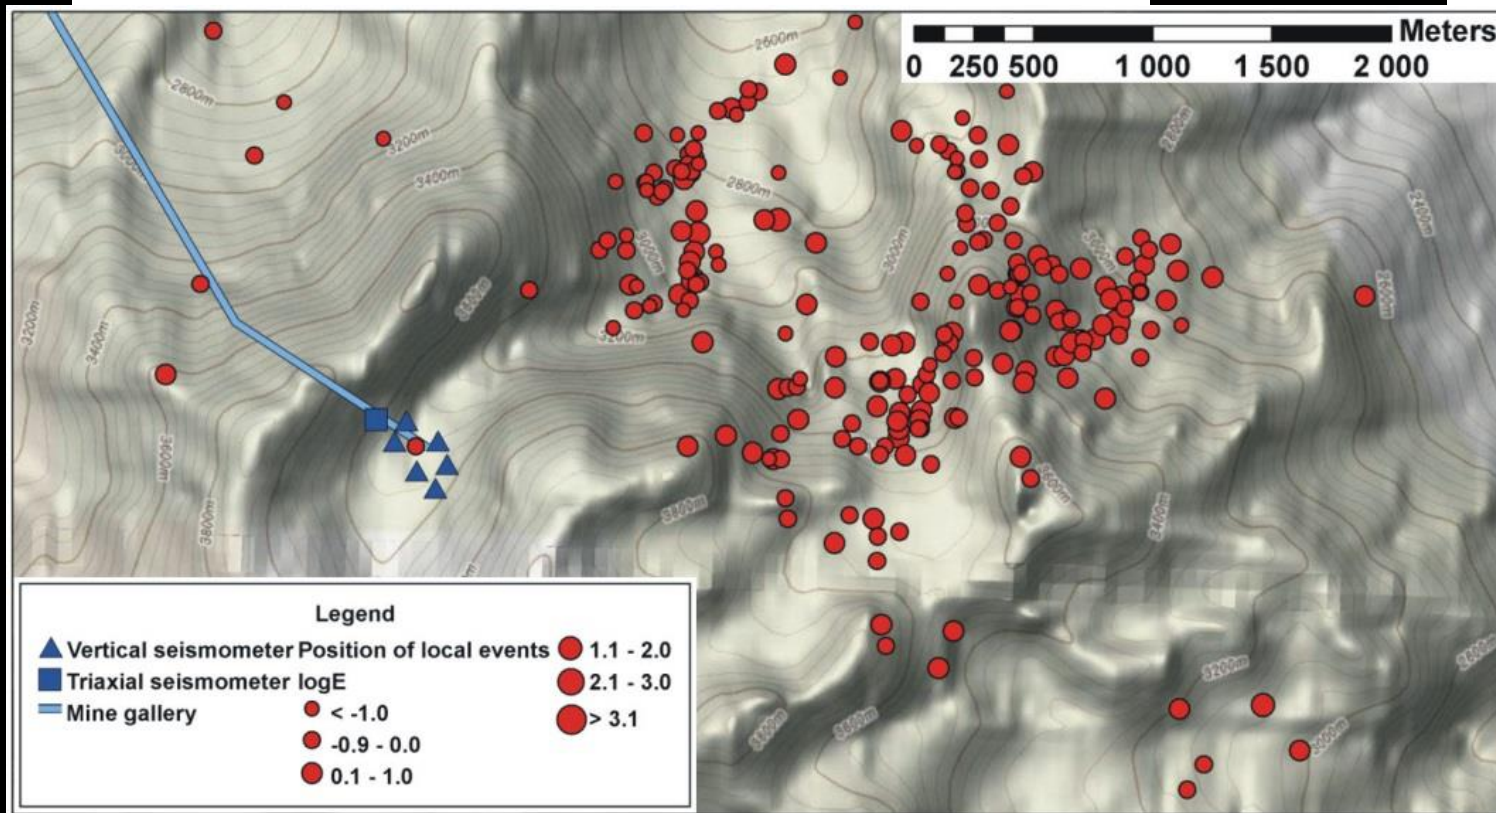 2600m
Meters
0 250 500 1 000 1 500 2 000
2800m
3200m
2800m
3400m
2800m
2400m
3000m
3000m
3000m
2600m
3200m
3400m
3200m
3600m
3800m
3600m
3600m
3400m
Legend
Vertical seismometer Position of local events 1.1 - 2.0
Triaxial seismometer logE 2.1 - 3.0
Mine gallery < -1.0 > 3.1
-0.9 - 0.0
0.1 - 1.0
3200m
3600m
3000m